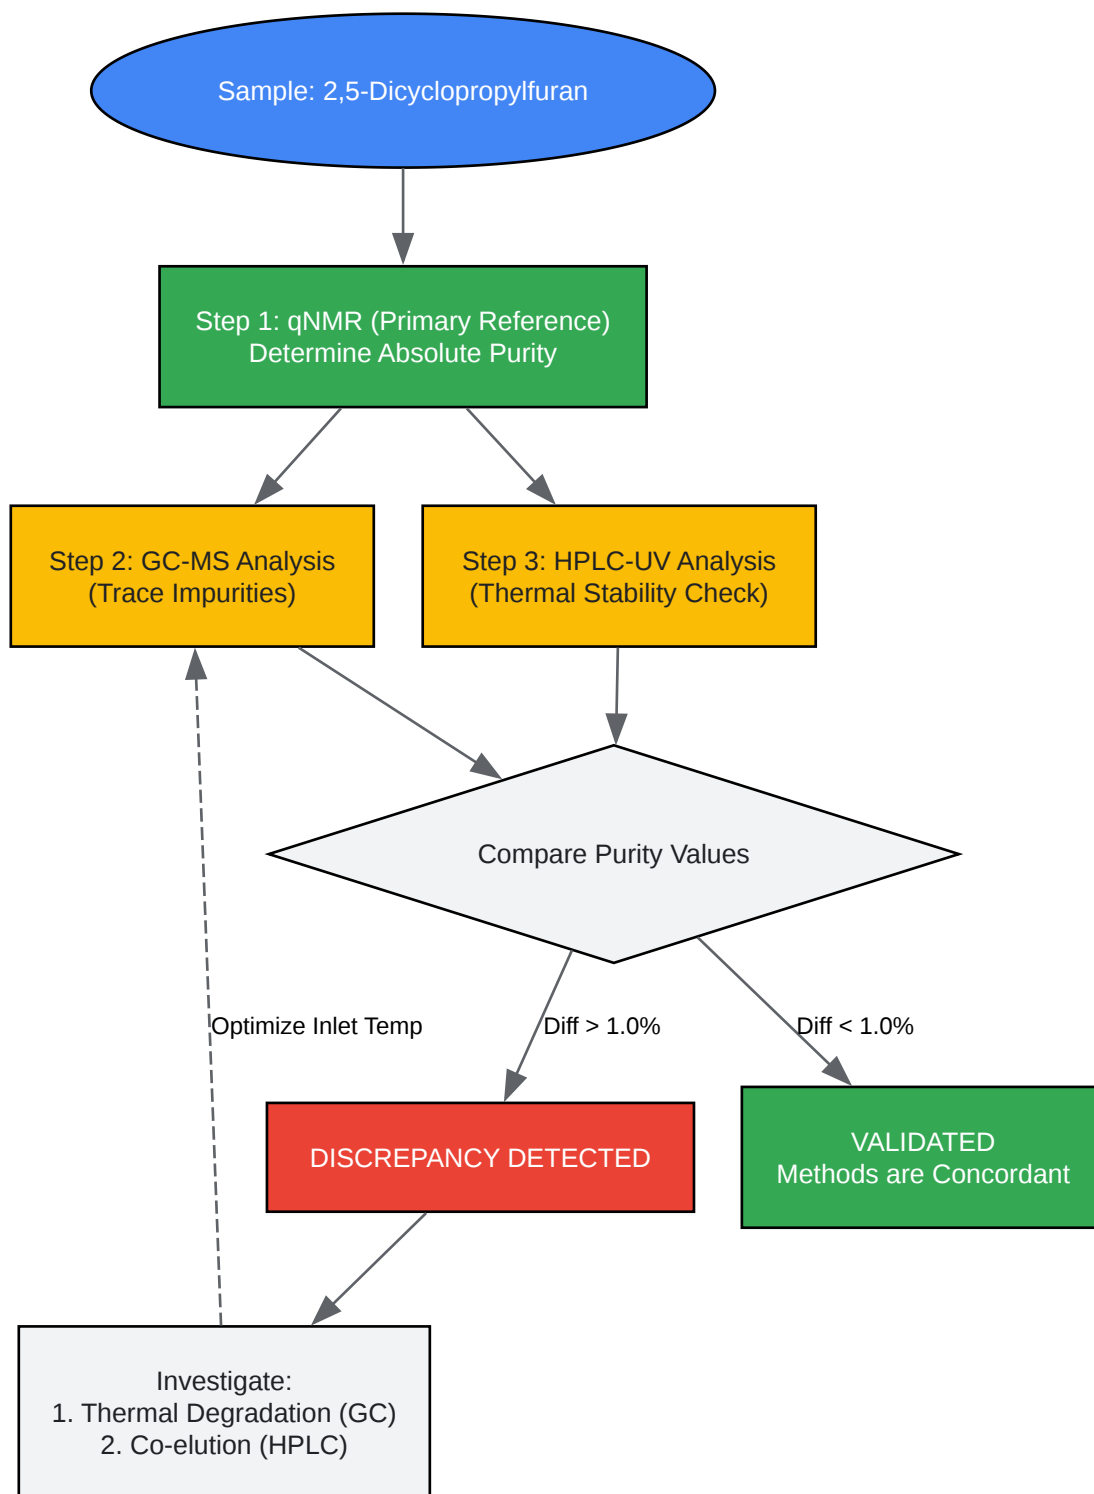 Sample: 2,5-Dicyclopropylfuran
Step 1: qNMR (Primary Reference)
Determine Absolute Purity
Step 2: GC-MS Analysis
(Trace Impurities)
Step 3: HPLC-UV Analysis
(Thermal Stability Check)
Compare Purity Values
Optimize Inlet Temp
Diff > 1.0%
Diff < 1.0%
DISCREPANCY DETECTED
VALIDATED
Methods are Concordant
Investigate:
1. Thermal Degradation (GC)
2. Co-elution (HPLC)